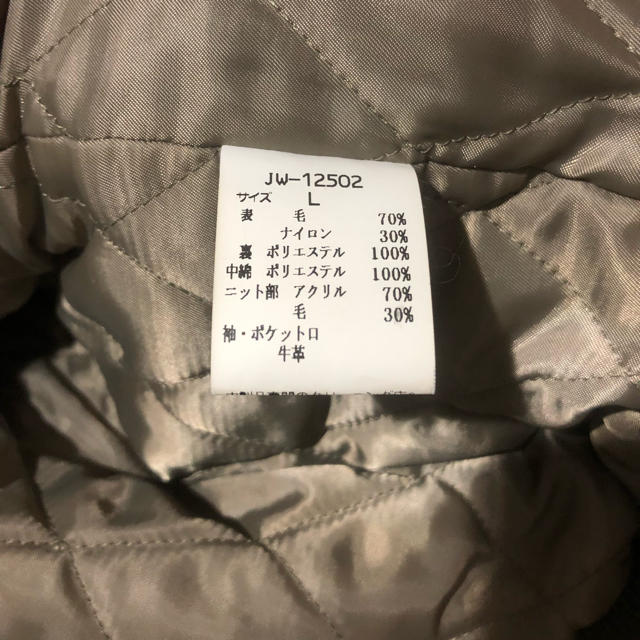 JW-12502
サイズ L
表 毛 70%
ナイロン 30%
裏 ポリエステル 100%
中綿 ポリエステル 100%
ニット部 アクリル 70%
毛 30%
袖・ポケット口
牛革